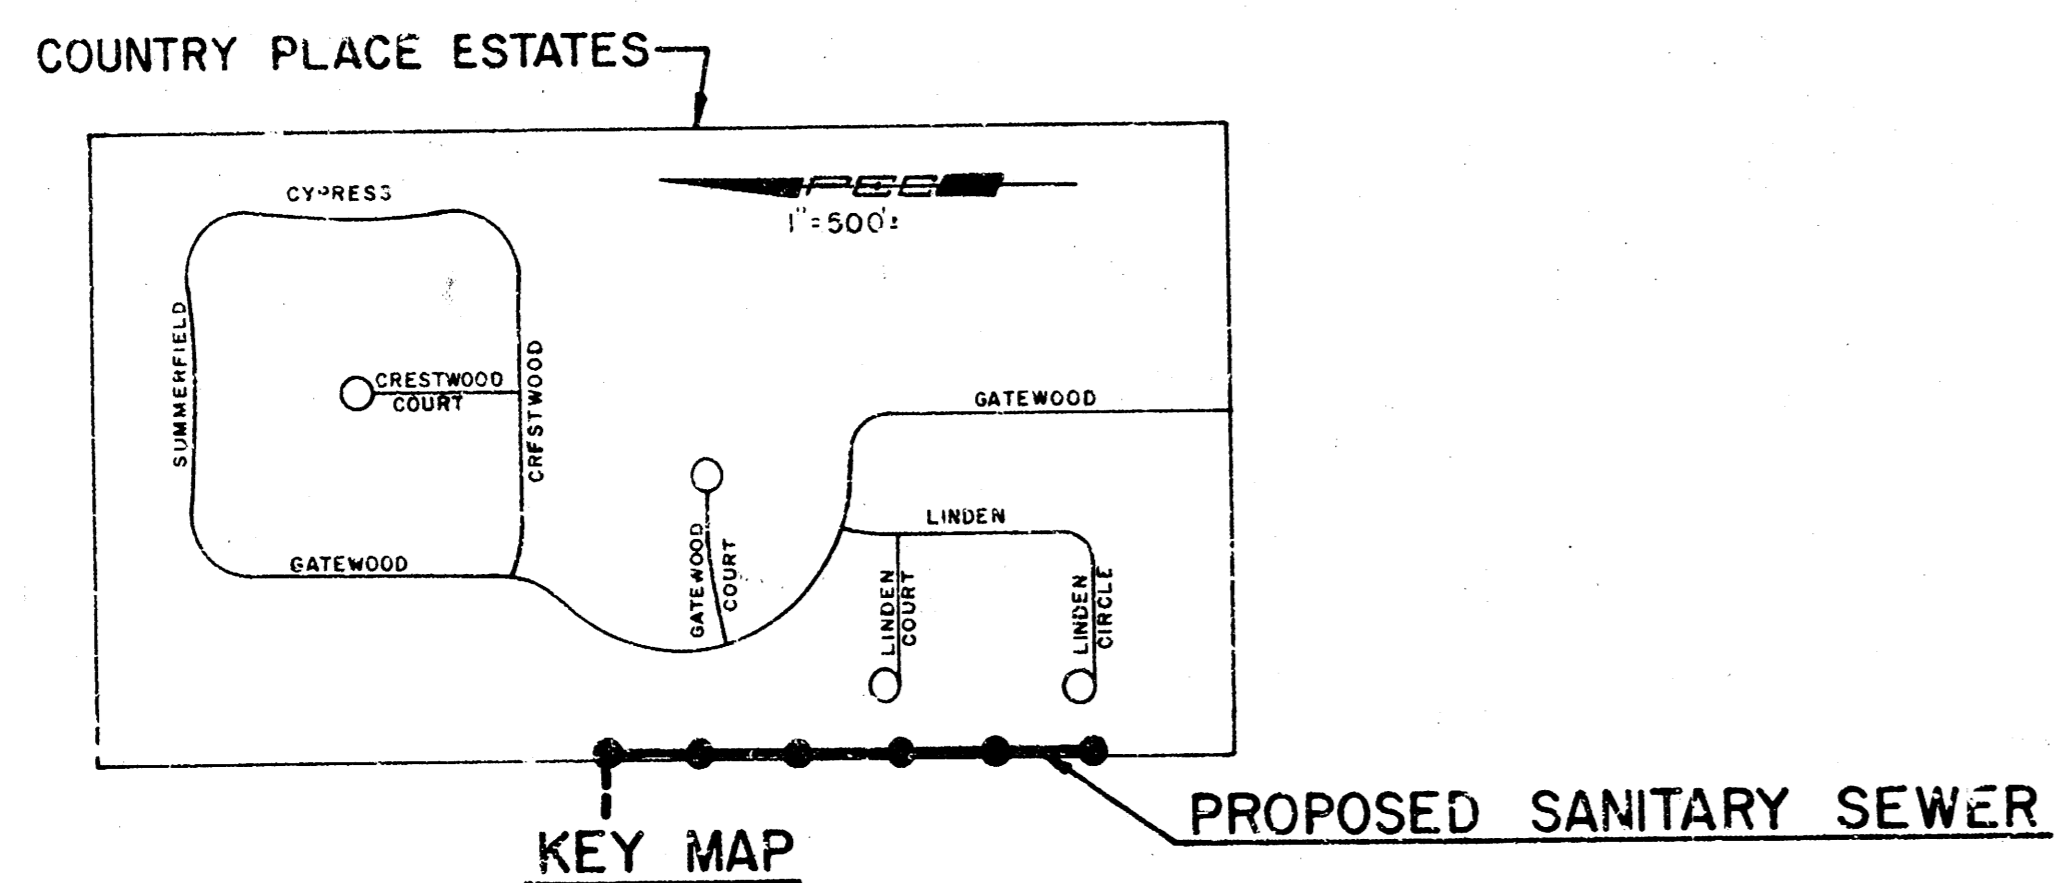 COUNTRY PLACE ESTATES
PEE
1"=500'±
CYPRESS
SUMMERFIELD
CRESTWOOD
COURT
CRESTWOOD
GATEWOOD
GATEWOOD
GATEWOOD
COURT
LINDEN
LINDEN
COURT
LINDEN
CIRCLE
PROPOSED SANITARY SEWER
KEY MAP